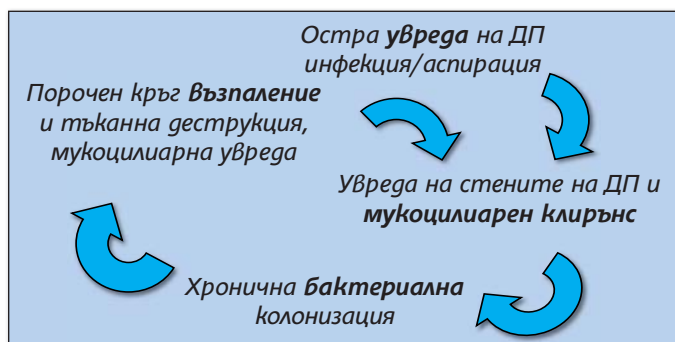 Остра увреда на ДП
инфекция/аспирация
Порочен кръг възпаление
и тъканна деструкция,
мукоцилиарна увреда
Увреда на стените на ДП и
мукоцилиарен клирънс
Хронична бактериална
колонизация